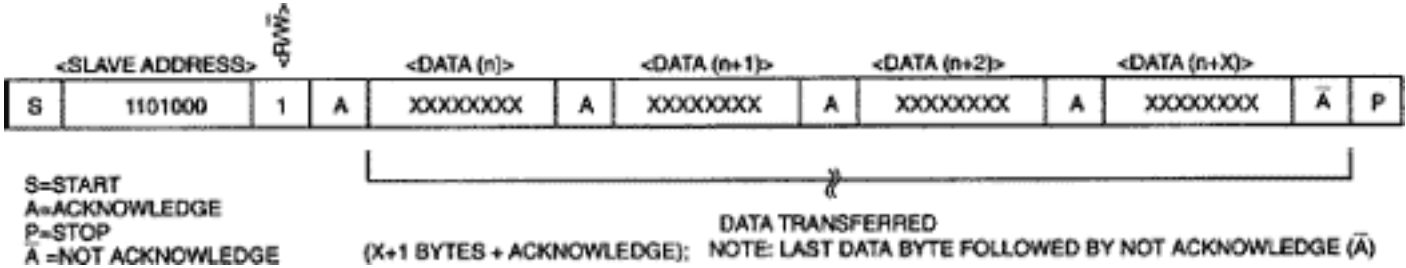 <R/W̅>
<SLAVE ADDRESS> <DATA (n)> <DATA (n+1)> <DATA (n+2)> <DATA (n+X)>
S 1101000 1 A XXXXXXXX A XXXXXXXX A XXXXXXXX A XXXXXXXX A̅ P
S=START
A=ACKNOWLEDGE
P=STOP
A̅ =NOT ACKNOWLEDGE
DATA TRANSFERRED
(X+1 BYTES + ACKNOWLEDGE); NOTE: LAST DATA BYTE FOLLOWED BY NOT ACKNOWLEDGE (A̅)